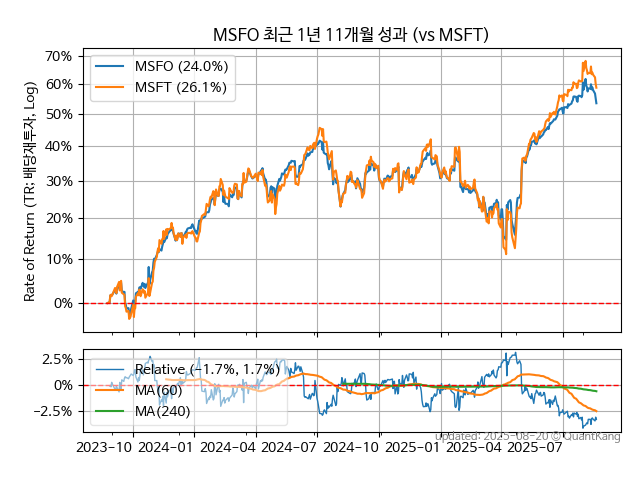 MSFO 최근 1년 11개월 성과 (vs MSFT)
Rate of Return (TR: 배당재투자, Log)
70%
60%
50%
40%
30%
20%
10%
0%
MSFO (24.0%)
MSFT (26.1%)
2.5%
0%
−2.5%
Relative (−1.7%, 1.7%)
MA(60)
MA(240)
2023−10
2024−01
2024−04
2024−07
2024−10
2025−01
2025−04
2025−07
updated: 2025−08−20 © QuantKang